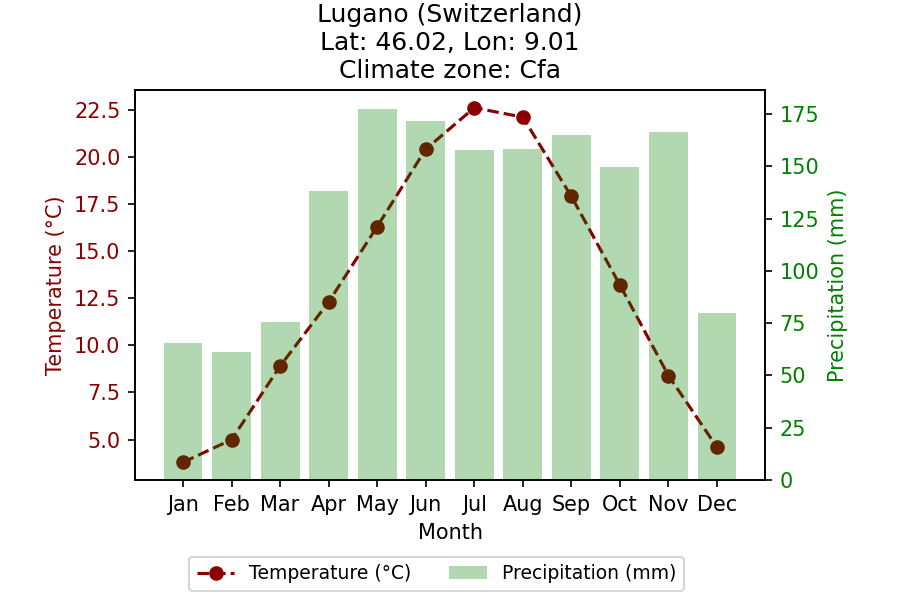 Lugano (Switzerland)
Lat: 46.02, Lon: 9.01
Climate zone: Cfa
Temperature (°C)
22.5
20.0
17.5
15.0
12.5
10.0
7.5
5.0
175
150
125
100
75
50
25
0
Precipitation (mm)
Jan Feb Mar Apr May Jun Jul Aug Sep Oct Nov Dec
Month
Temperature (°C) Precipitation (mm)